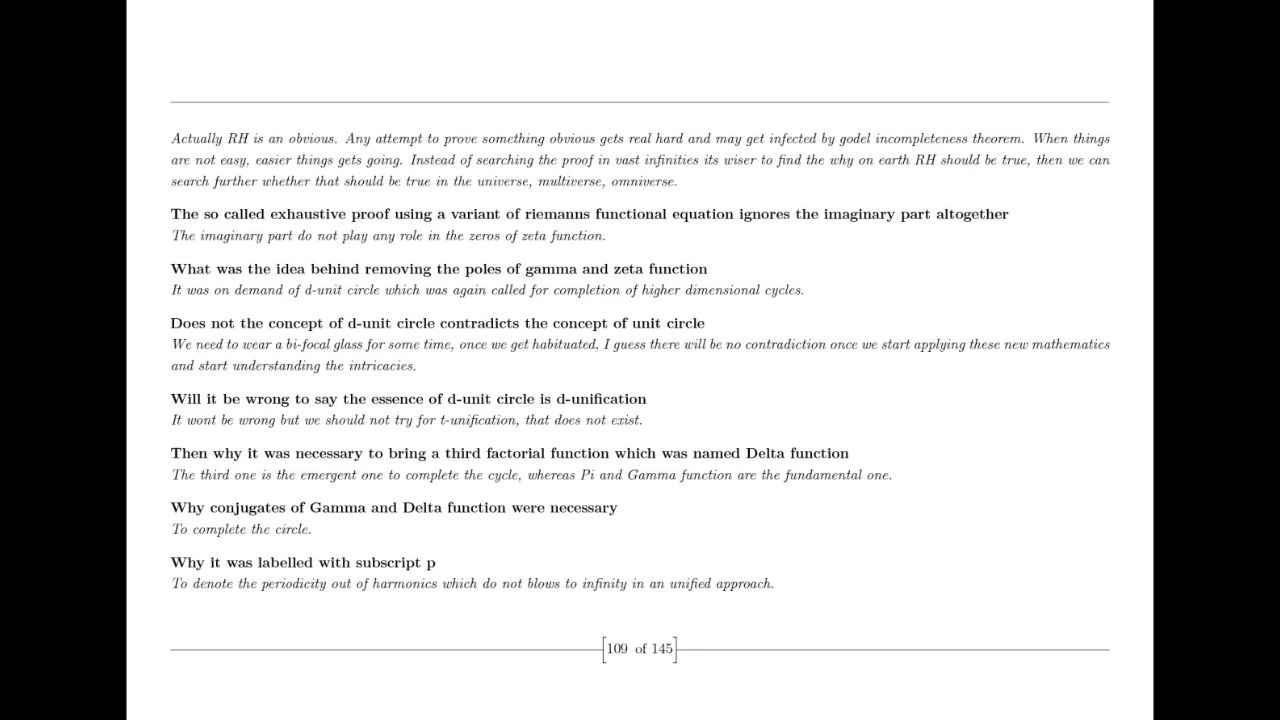 Actually RH is an obvious. Any attempt to prove something obvious gets real hard and may get infected by godel incompleteness theorem. When things
are not easy, easier things gets going. Instead of searching the proof in vast infinities its wiser to find the why on earth RH should be true, then we can
search further whether that should be true in the universe, multiverse, omniverse.
The so called exhaustive proof using a variant of riemanns functional equation ignores the imaginary part altogether
The imaginary part do not play any role in the zeros of zeta function.
What was the idea behind removing the poles of gamma and zeta function
It was on demand of d-unit circle which was again called for completion of higher dimensional cycles.
Does not the concept of d-unit circle contradicts the concept of unit circle
We need to wear a bi-focal glass for some time, once we get habituated, I guess there will be no contradiction once we start applying these new mathematics
and start understanding the intricacies.
Will it be wrong to say the essence of d-unit circle is d-unification
It wont be wrong but we should not try for t-unification, that does not exist.
Then why it was necessary to bring a third factorial function which was named Delta function
The third one is the emergent one to complete the cycle, whereas Pi and Gamma function are the fundamental one.
Why conjugates of Gamma and Delta function were necessary
To complete the circle.
Why it was labelled with subscript p
To denote the periodicity out of harmonics which do not blows to infinity in an unified approach.
[109 of 145]